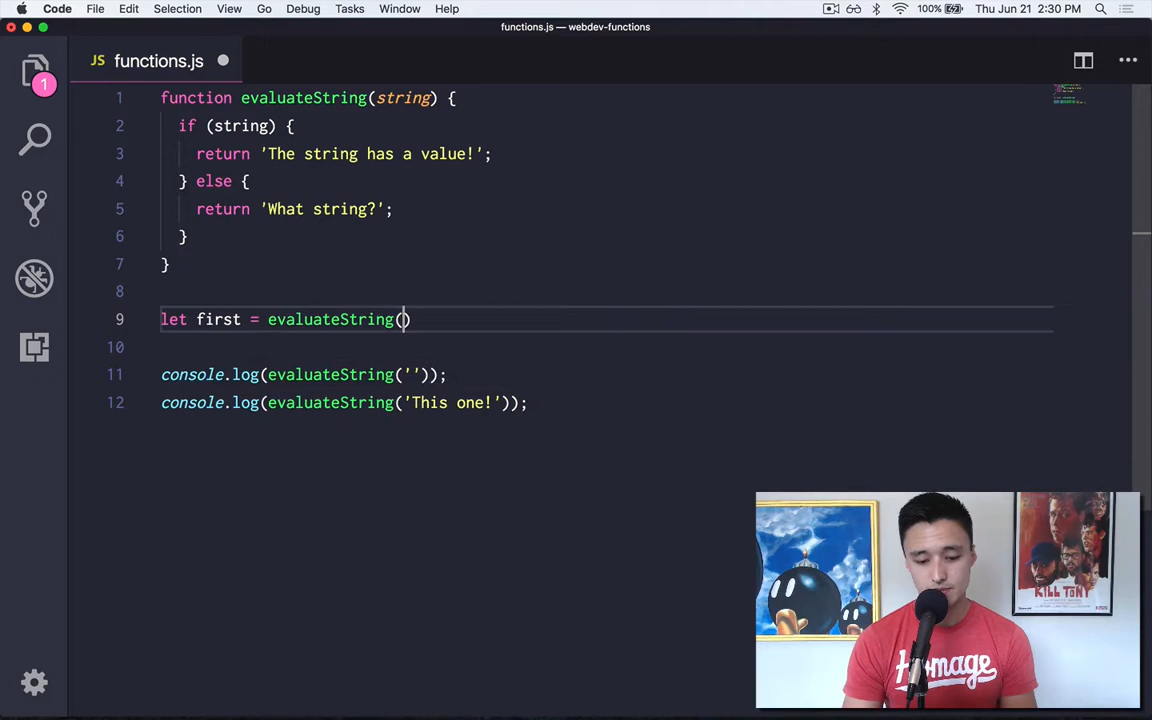 Code File Edit Selection View Go Debug Tasks Window Help 100% Thu Jun 21 2:30 PM
functions.js — webdev-functions
JS functions.js
1
1 function evaluateString(string) {
2 if (string) {
3 return 'The string has a value!';
4 } else {
5 return 'What string?';
6 }
7 }
8
9 let first = evaluateString()
10
11 console.log(evaluateString(''));
12 console.log(evaluateString('This one!'));
KILL TONY
Homage